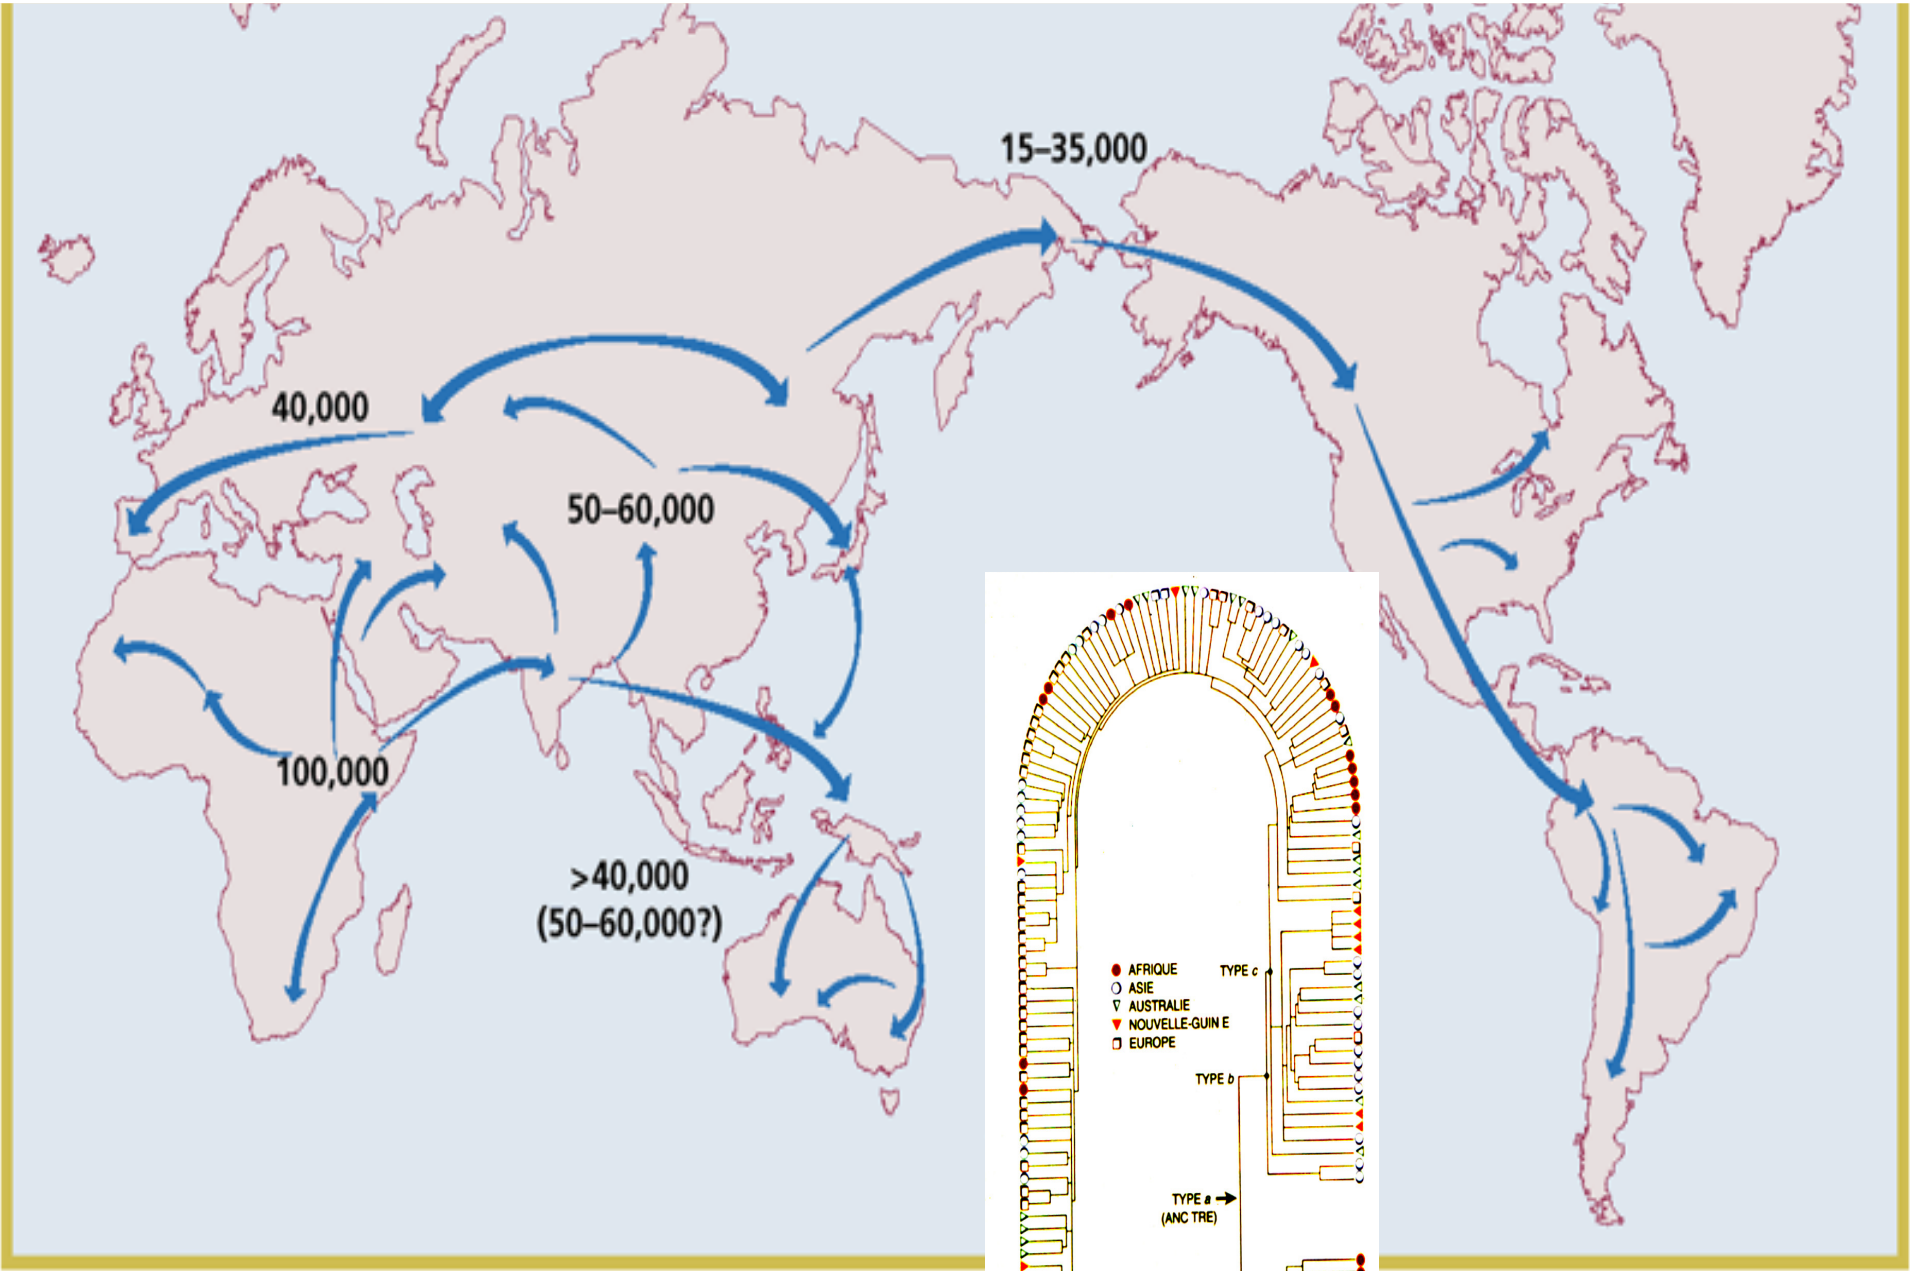 15–35,000
40,000
50–60,000
100,000
>40,000
(50–60,000?)
AFRIQUE
ASIE
AUSTRALIE
NOUVELLE-GUIN E
EUROPE
TYPE c
TYPE b
TYPE a
(ANC TRE)